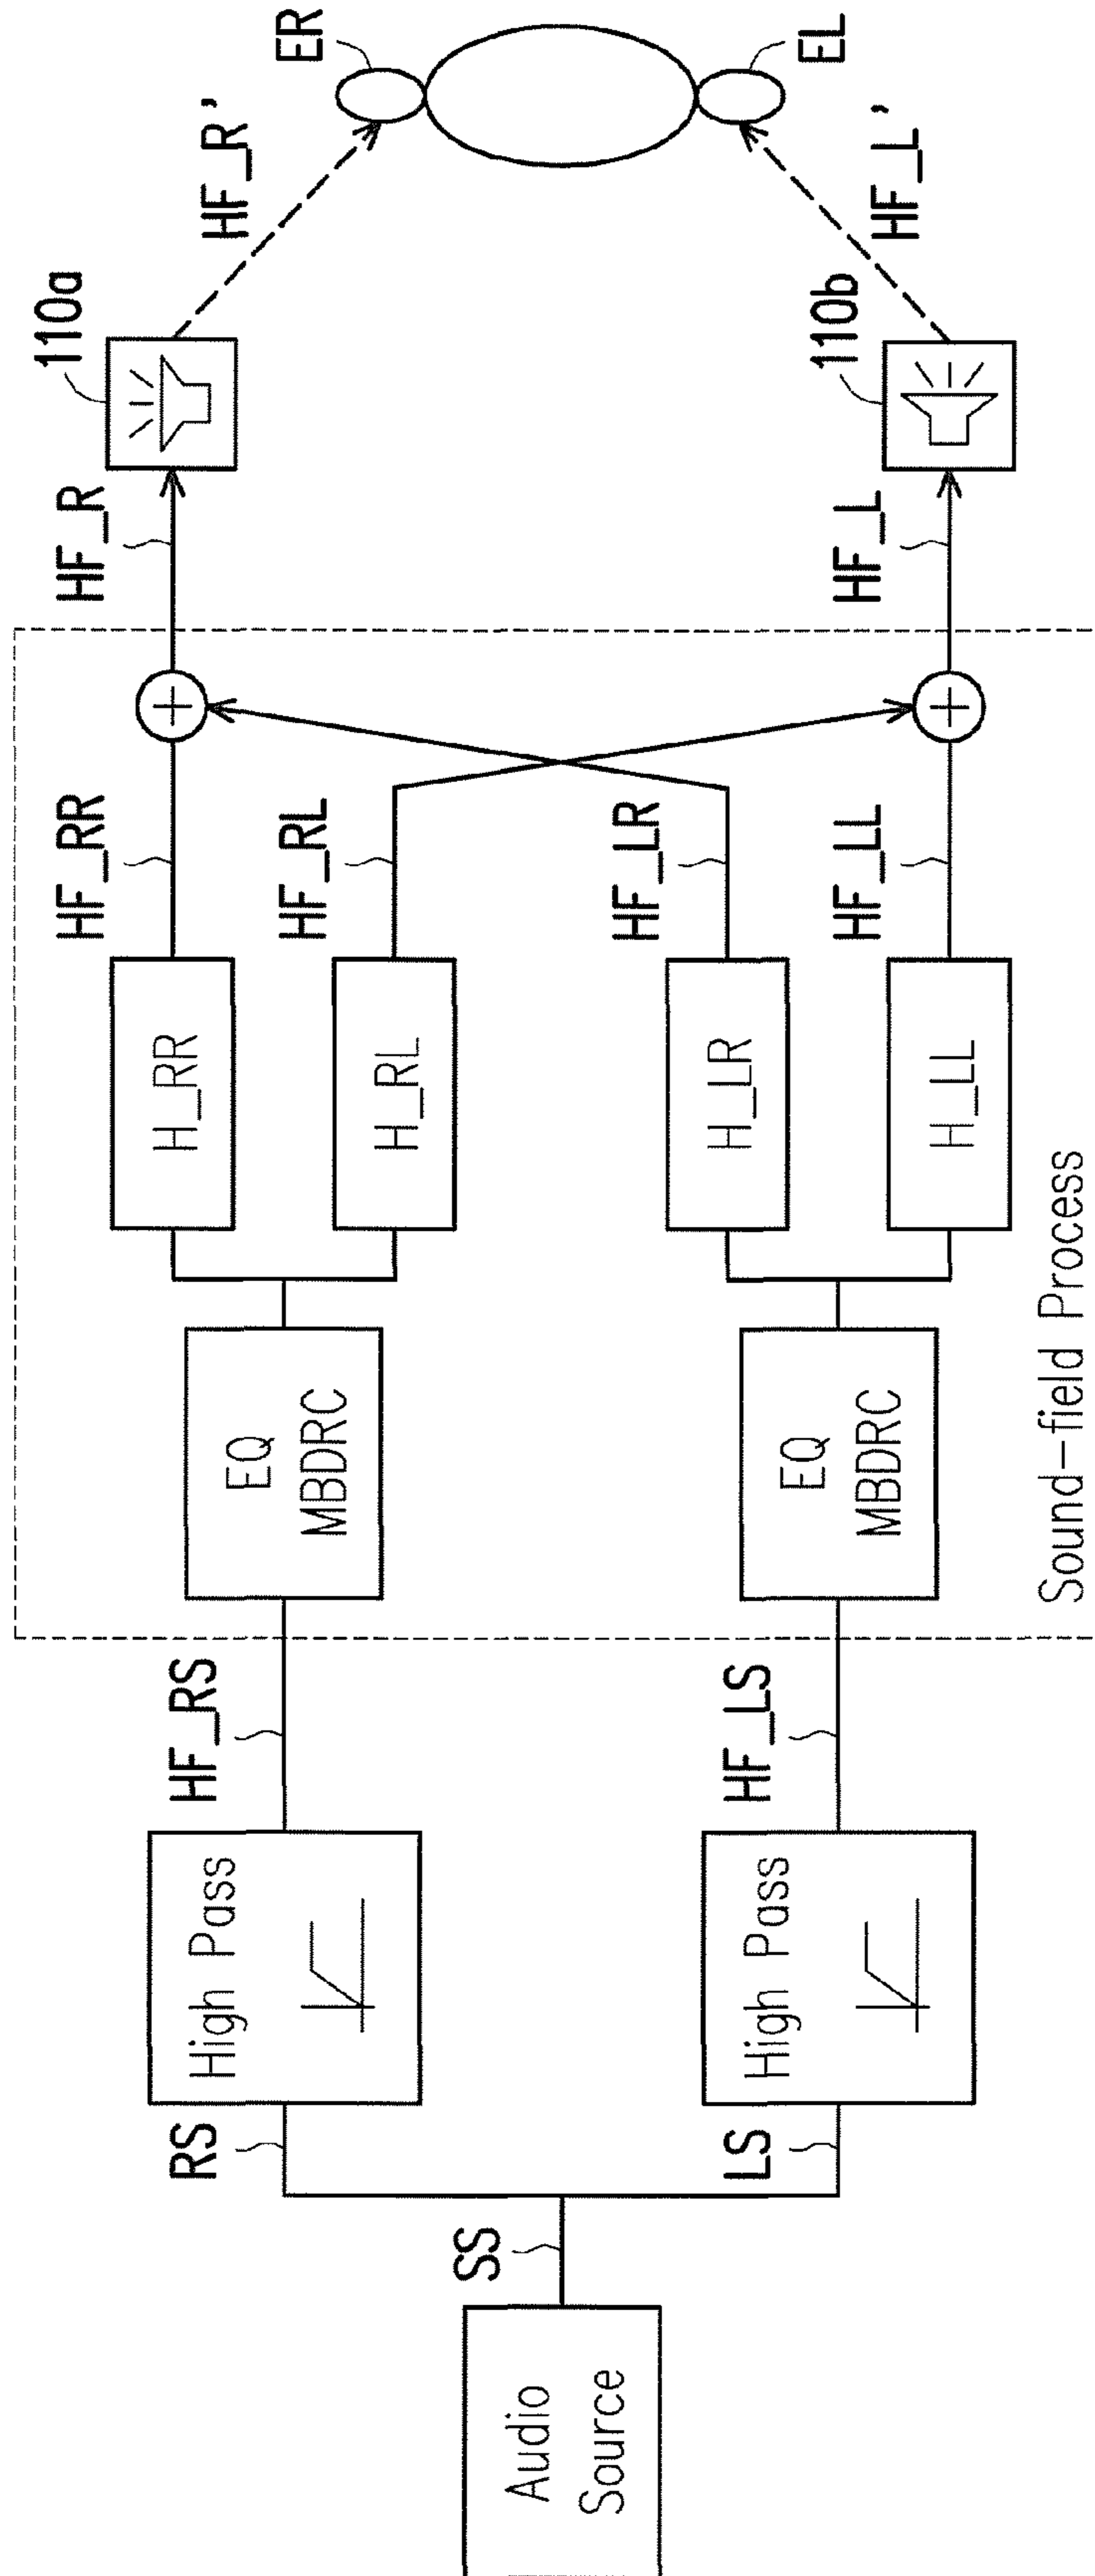 Audio
Source
SS
RS
LS
High Pass
High Pass
HF_RS
HF_LS
EQ
MBDRC
EQ
MBDRC
H_RR
H_RL
H_LR
H_LL
HF_RR
HF_RL
HF_LR
HF_LL
Sound-field Process
HF_R
HF_L
110a
110b
HF_R'
HF_L'
ER
EL